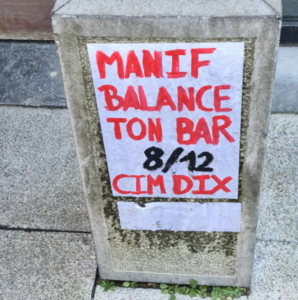 MANIF
BALANCE
TON BAR
8/12
CIM DIX